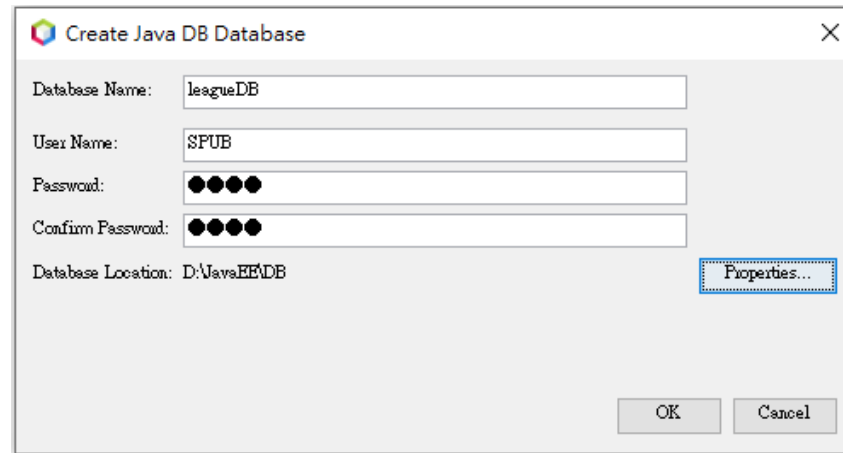 Create Java DB Database
Database Name: leagueDB
User Name: SPUB
Password: ●●●●
Confirm Password: ●●●●
Database Location: D:\JavaEE\DB Properties...
OK Cancel